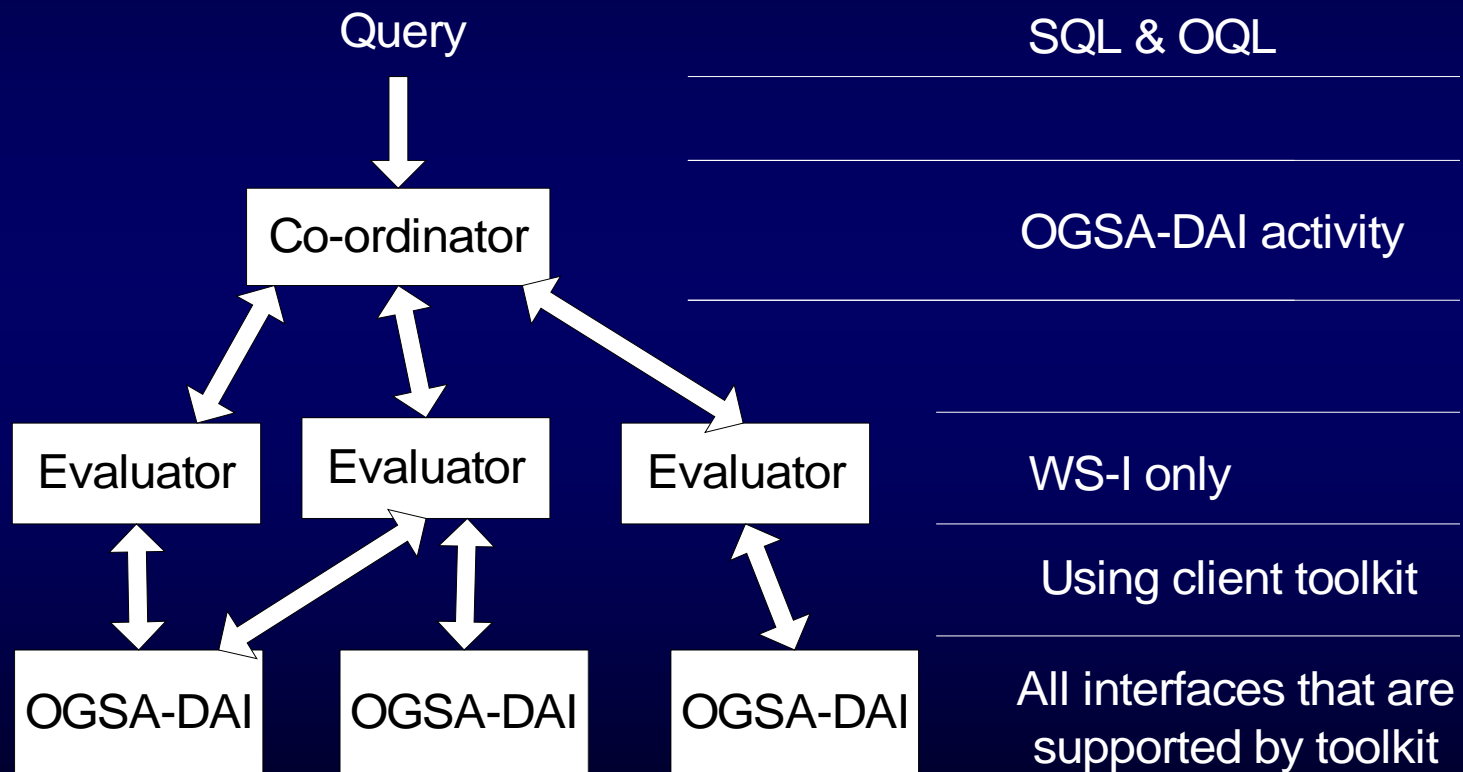 Query
SQL & OQL
Co-ordinator
OGSA-DAI activity
Evaluator
Evaluator
Evaluator
WS-I only
Using client toolkit
OGSA-DAI
OGSA-DAI
OGSA-DAI
All interfaces that are
supported by toolkit